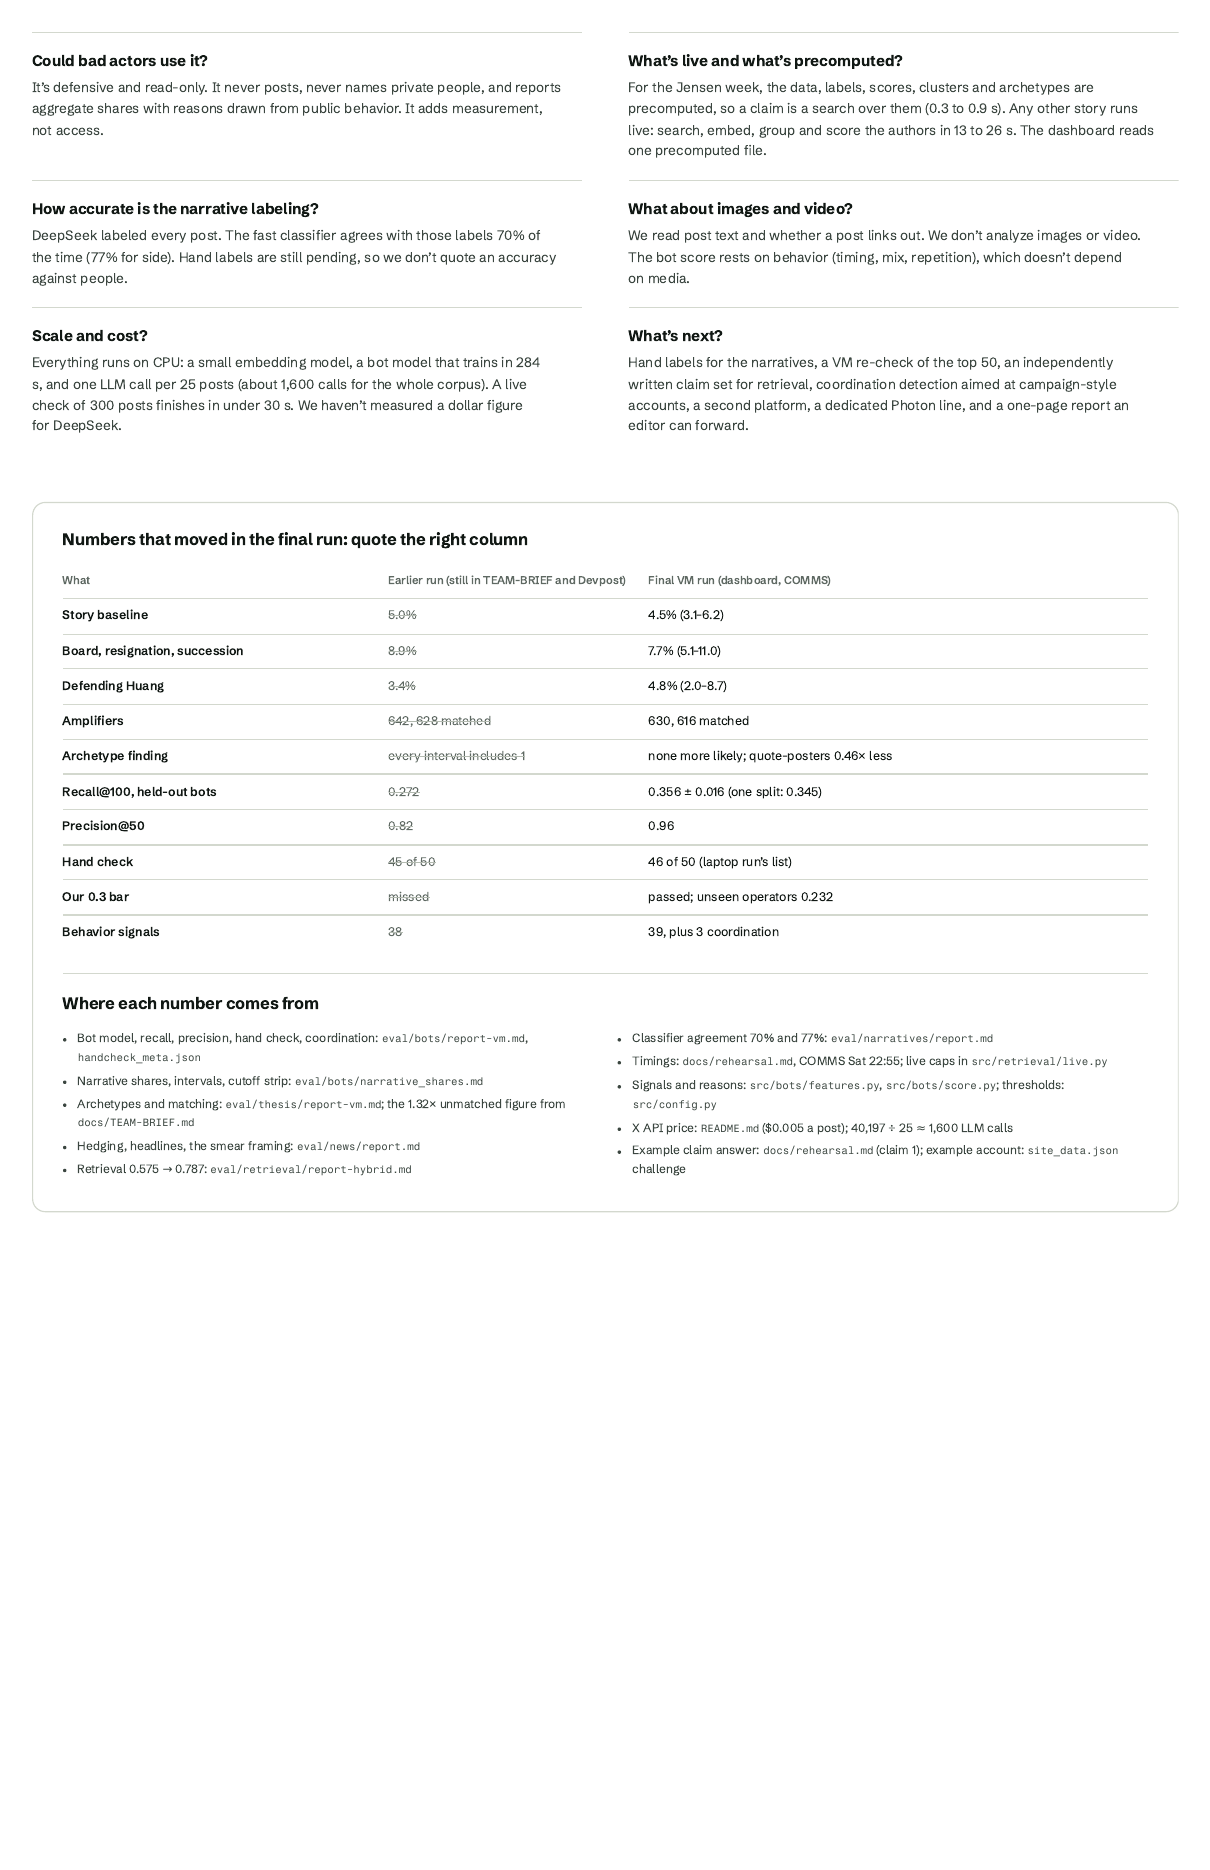 Could bad actors use it?
It's defensive and read-only. It never posts, never names private people, and reports
aggregate shares with reasons drawn from public behavior. It adds measurement,
not access.
What's live and what's precomputed?
For the Jensen week, the data, labels, scores, clusters and archetypes are
precomputed, so a claim is a search over them (0.3 to 0.9 s). Any other story runs
live: search, embed, group and score the authors in 13 to 26 s. The dashboard reads
one precomputed file.
How accurate is the narrative labeling?
DeepSeek labeled every post. The fast classifier agrees with those labels 70% of
the time (77% for side). Hand labels are still pending, so we don't quote an accuracy
against people.
What about images and video?
We read post text and whether a post links out. We don't analyze images or video.
The bot score rests on behavior (timing, mix, repetition), which doesn't depend
on media.
Scale and cost?
Everything runs on CPU: a small embedding model, a bot model that trains in 284
s, and one LLM call per 25 posts (about 1,600 calls for the whole corpus). A live
check of 300 posts finishes in under 30 s. We haven't measured a dollar figure
for DeepSeek.
What's next?
Hand labels for the narratives, a VM re-check of the top 50, an independently
written claim set for retrieval, coordination detection aimed at campaign-style
accounts, a second platform, a dedicated Photon line, and a one-page report an
editor can forward.
Numbers that moved in the final run: quote the right column
What Earlier run (still in TEAM-BRIEF and Devpost) Final VM run (dashboard, COMMS)
Story baseline 5.0% 4.5% (3.1–6.2)
Board, resignation, succession 8.9% 7.7% (5.1–11.0)
Defending Huang 3.4% 4.8% (2.0–8.7)
Amplifiers 642, 628 matched 630, 616 matched
Archetype finding every interval includes 1 none more likely; quote-posters 0.46× less
Recall@100, held-out bots 0.272 0.356 ± 0.016 (one split: 0.345)
Precision@50 0.82 0.96
Hand check 45 of 50 46 of 50 (laptop run's list)
Our 0.3 bar missed passed; unseen operators 0.232
Behavior signals 38 39, plus 3 coordination
Where each number comes from
• Bot model, recall, precision, hand check, coordination: eval/bots/report-vm.md,
handcheck_meta.json
• Narrative shares, intervals, cutoff strip: eval/bots/narrative_shares.md
• Archetypes and matching: eval/thesis/report-vm.md; the 1.32× unmatched figure from
docs/TEAM-BRIEF.md
• Hedging, headlines, the smear framing: eval/news/report.md
• Retrieval 0.575 → 0.787: eval/retrieval/report-hybrid.md
• Classifier agreement 70% and 77%: eval/narratives/report.md
• Timings: docs/rehearsal.md, COMMS Sat 22:55; live caps in src/retrieval/live.py
• Signals and reasons: src/bots/features.py, src/bots/score.py; thresholds:
src/config.py
• X API price: README.md ($0.005 a post); 40,197 ÷ 25 ≈ 1,600 LLM calls
• Example claim answer: docs/rehearsal.md (claim 1); example account: site_data.json
challenge